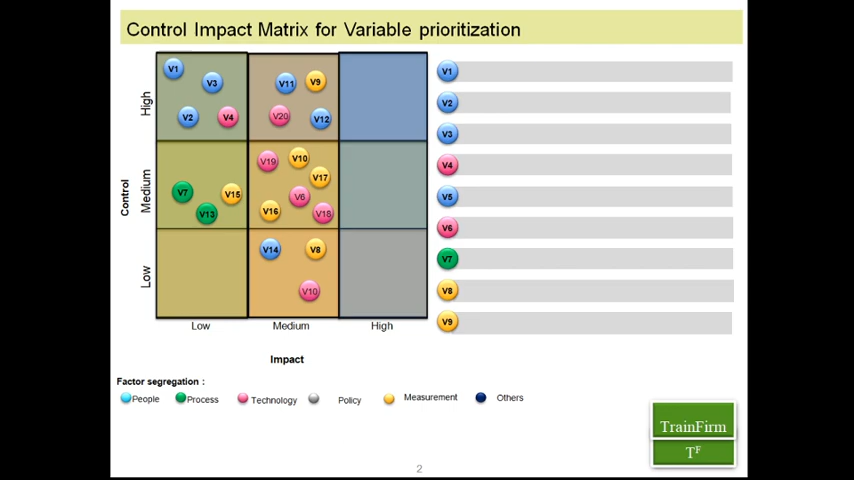 Control Impact Matrix for Variable prioritization
V1
V3
V2
V4
V11
V9
V20
V12
V7
V15
V13
V19
V10
V17
V6
V16
V18
V14
V8
V10
High
Medium
Low
Control
Low
Medium
High
Impact
V1
V2
V3
V4
V5
V6
V7
V8
V9
Factor segregation :
People
Process
Technology
Policy
Measurement
Others
TrainFirm
TF
2